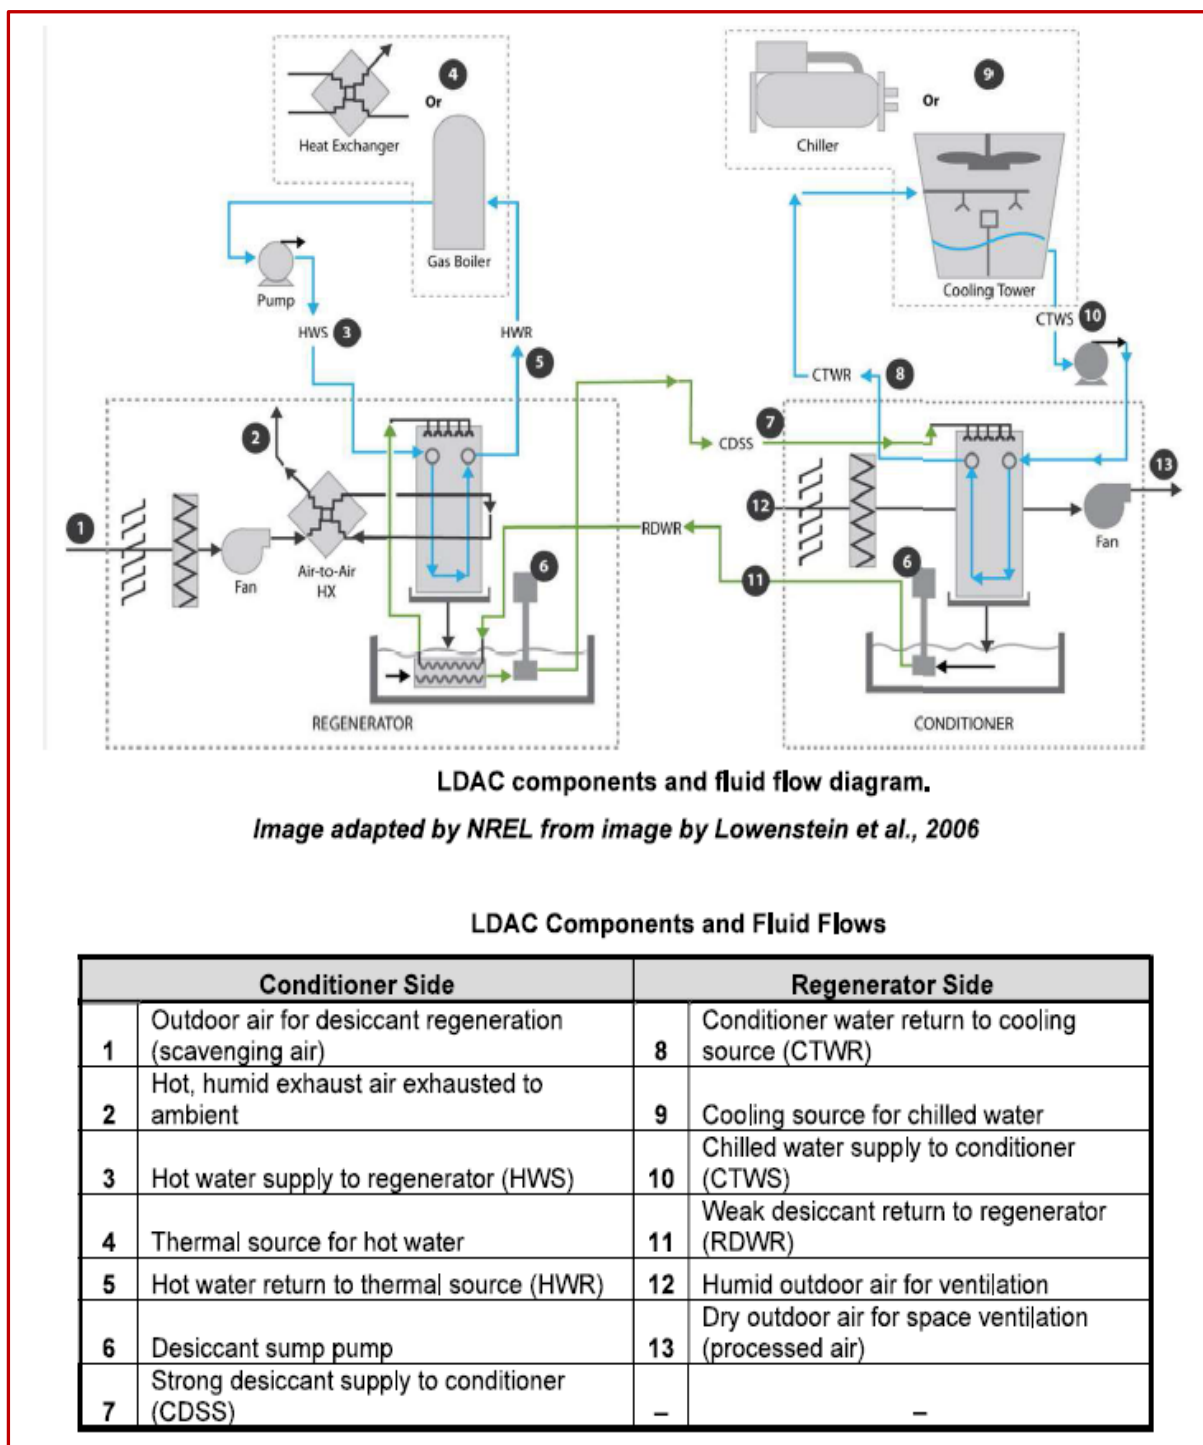 4
Or
Heat Exchanger
Gas Boiler
Pump
HWS 3
HWR
5
9
Or
Chiller
Cooling Tower
CTWS 10
CTWR 8
7
CDSS
2
1
Fan
Air-to-Air
HX
6
RDWR
11
12
13
Fan
6
REGENERATOR
CONDITIONER
LDAC components and fluid flow diagram.
Image adapted by NREL from image by Lowenstein et al., 2006
LDAC Components and Fluid Flows
Conditioner Side Regenerator Side
1 Outdoor air for desiccant regeneration
(scavenging air)
8 Conditioner water return to cooling
source (CTWR)
2 Hot, humid exhaust air exhausted to
ambient
9 Cooling source for chilled water
3 Hot water supply to regenerator (HWS)
10 Chilled water supply to conditioner
(CTWS)
4 Thermal source for hot water
11 Weak desiccant return to regenerator
(RDWR)
5 Hot water return to thermal source (HWR)
12 Humid outdoor air for ventilation
6 Desiccant sump pump
13 Dry outdoor air for space ventilation
(processed air)
7 Strong desiccant supply to conditioner
(CDSS)
– –